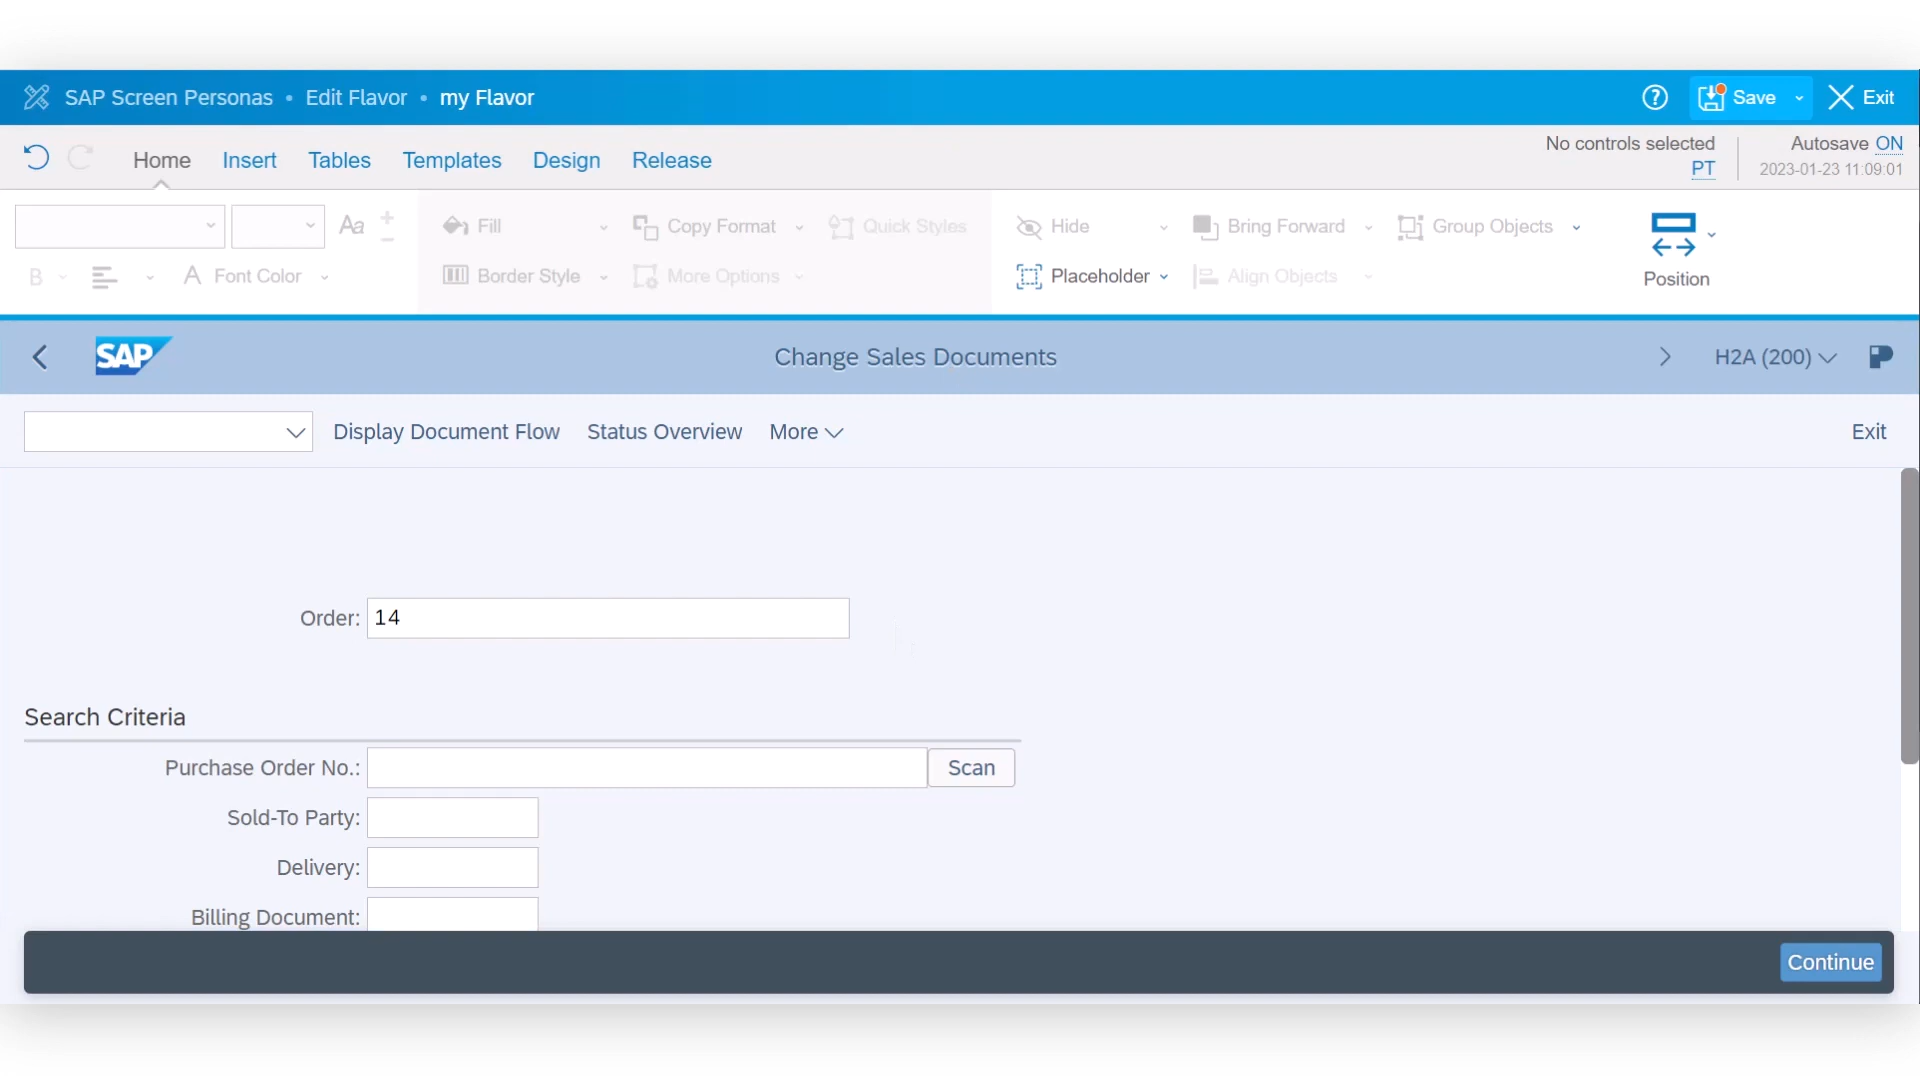 SAP Screen Personas • Edit Flavor • my Flavor
? Save Exit
Home Insert Tables Templates Design Release
No controls selected
PT
Autosave ON
2023-01-23 11:09:01
Aa + −
Fill Copy Format Quick Styles
Hide Bring Forward Group Objects
B A Font Color
Border Style More Options
Placeholder Align Objects
Position
SAP Change Sales Documents H2A (200)
Display Document Flow Status Overview More Exit
Order: 14
Search Criteria
Purchase Order No.: Scan
Sold-To Party:
Delivery:
Billing Document:
Continue